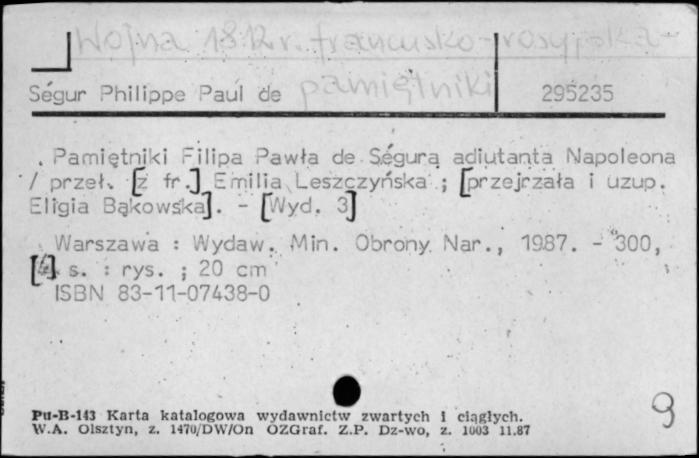 Wojna 1812 r. francusko-rosyjska-
pamiętniki
Ségur Philippe Paul de 295235
Pamiętniki Filipa Pawła de Ségura adiutanta Napoleona
/ przeł. [z fr.] Emilia Leszczyńska ; [przejrzała i uzup.
Eligia Bąkowska]. - [Wyd. 3]
Warszawa : Wydaw. Min. Obrony Nar., 1987. - 300,
s. : rys. ; 20 cm
ISBN 83-11-07438-0
9
Pu-B-143 Karta katalogowa wydawnictw zwartych i ciągłych.
W.A. Olsztyn, z. 1470/DW/On OZGraf. Z.P. Dz-wo, z. 1003 11.87